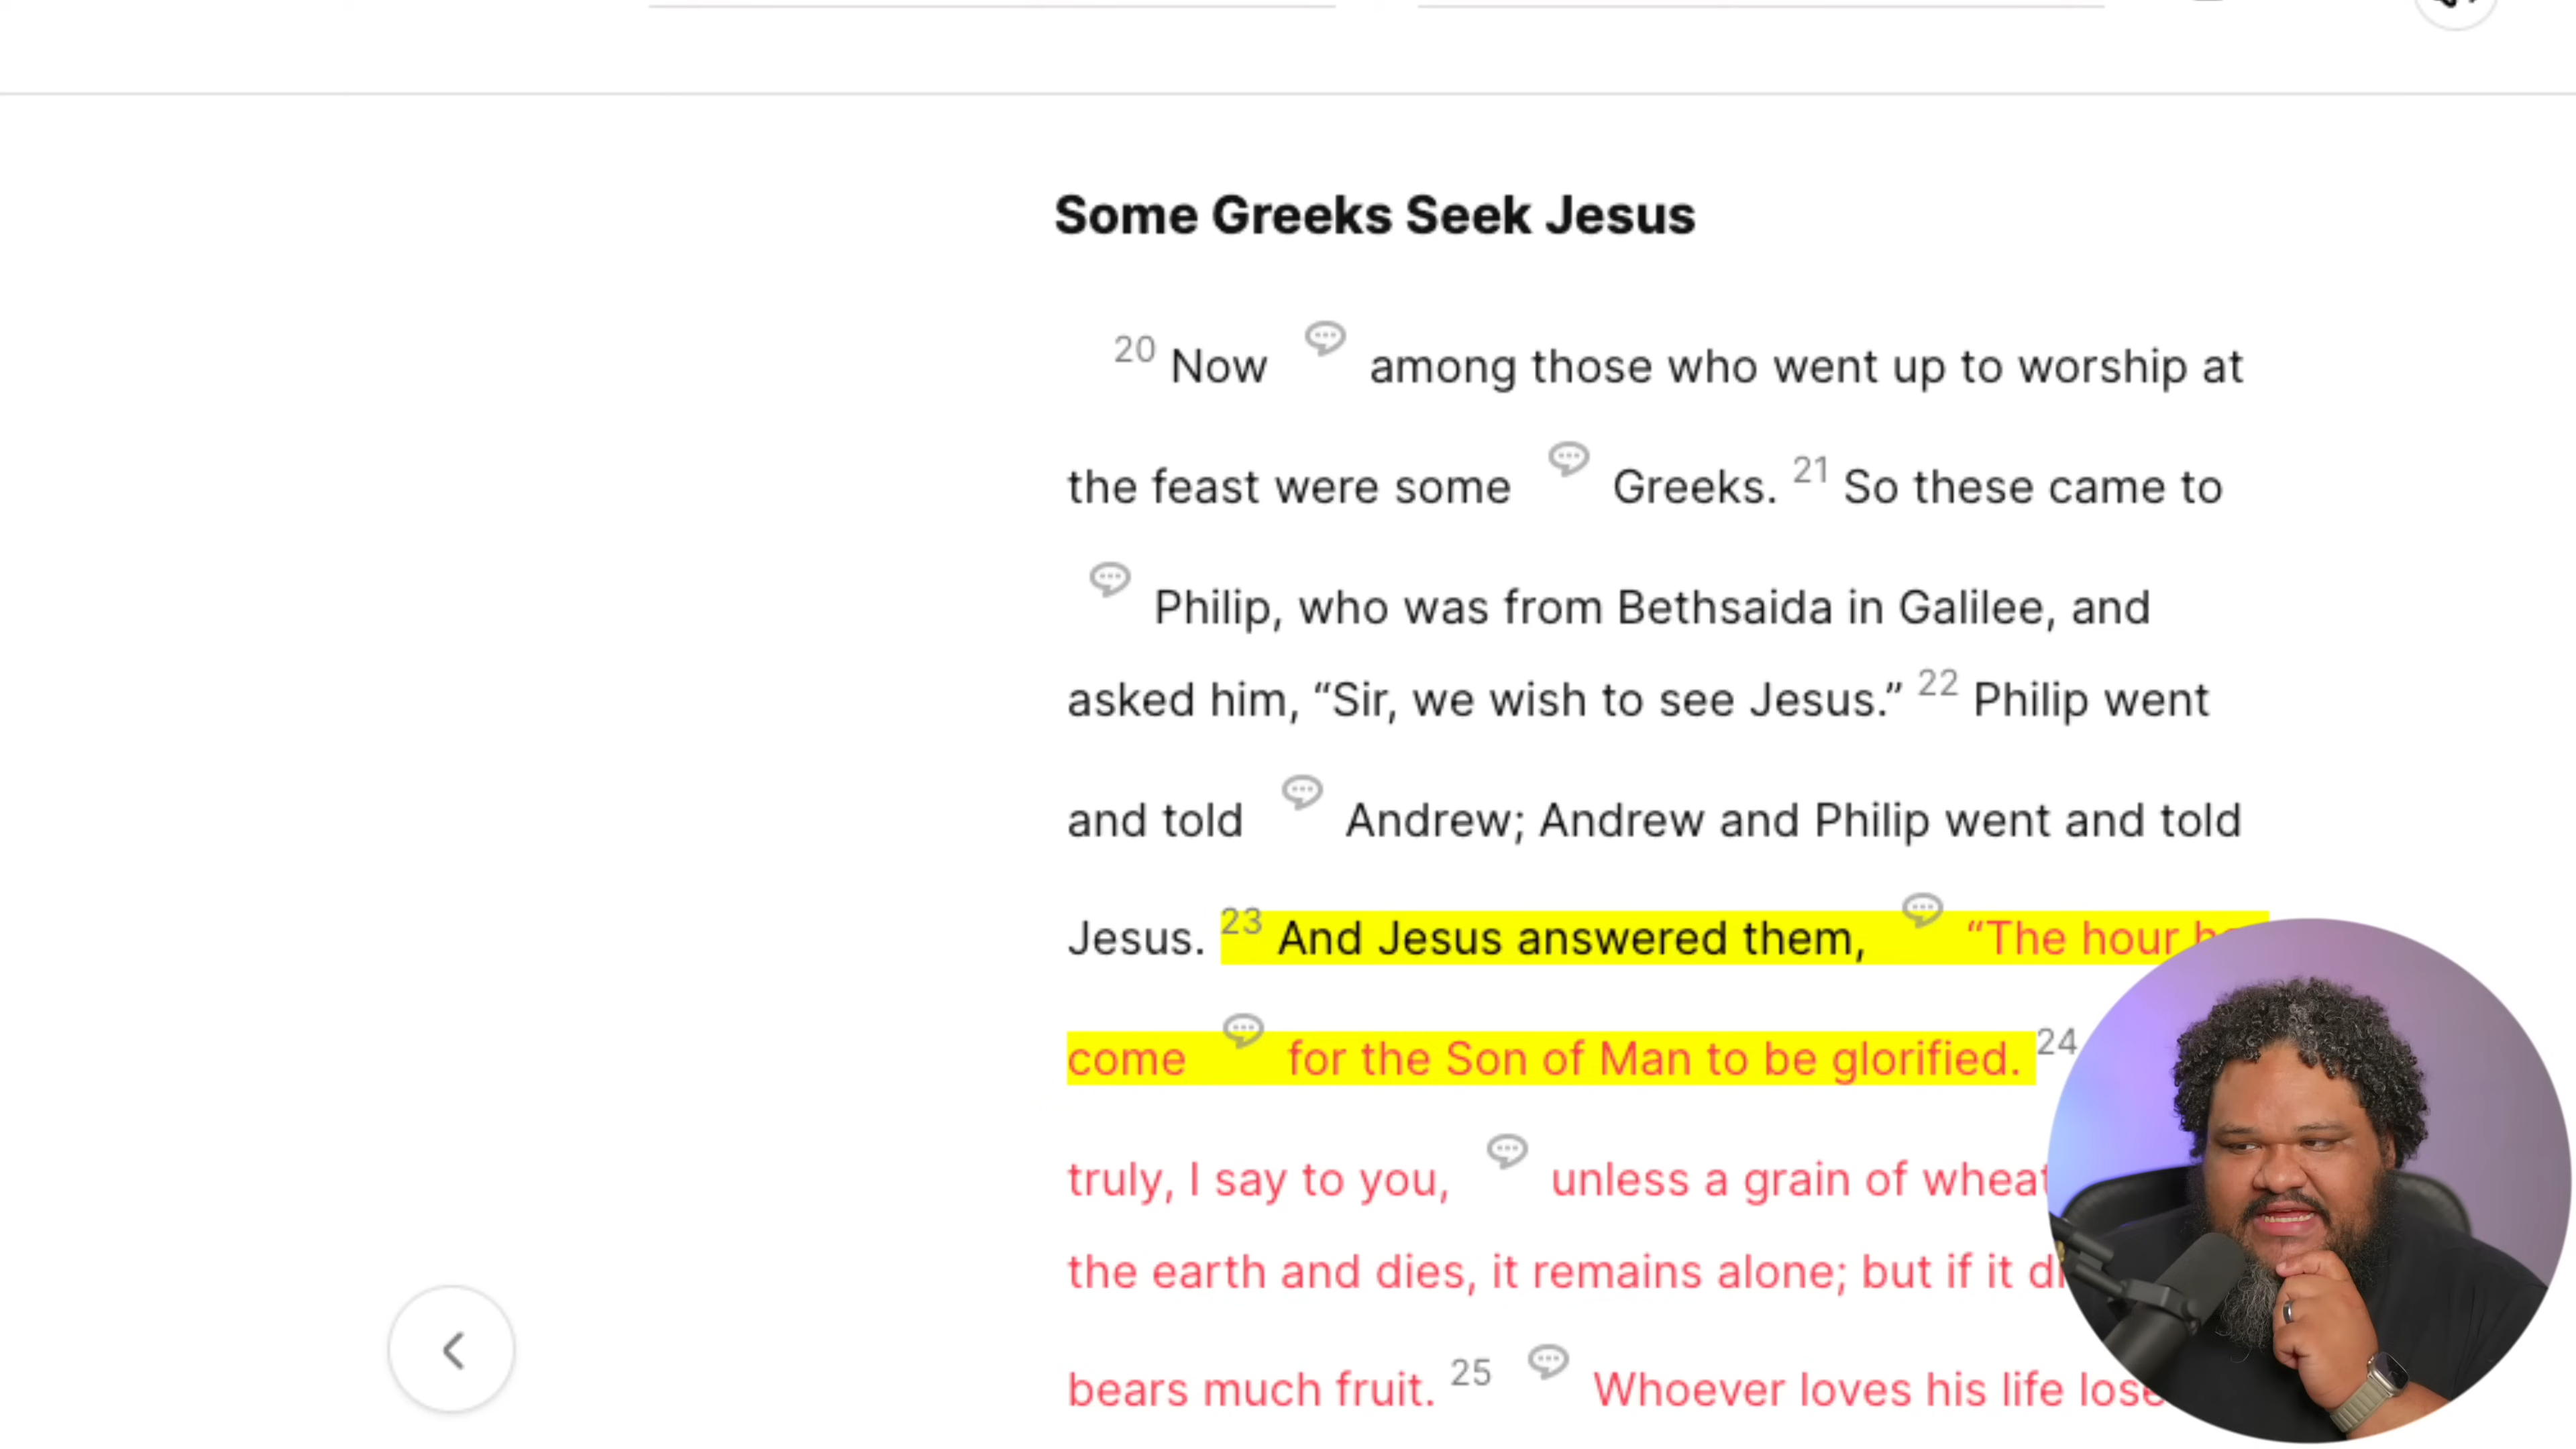 Some Greeks Seek Jesus
20 Now among those who went up to worship at
the feast were some Greeks. 21 So these came to
Philip, who was from Bethsaida in Galilee, and
asked him, “Sir, we wish to see Jesus.” 22 Philip went
and told Andrew; Andrew and Philip went and told
Jesus. 23 And Jesus answered them, “The hour
come for the Son of Man to be glorified. 24
truly, I say to you, unless a grain of wheat
the earth and dies, it remains alone; but if it
bears much fruit. 25 Whoever loves his life